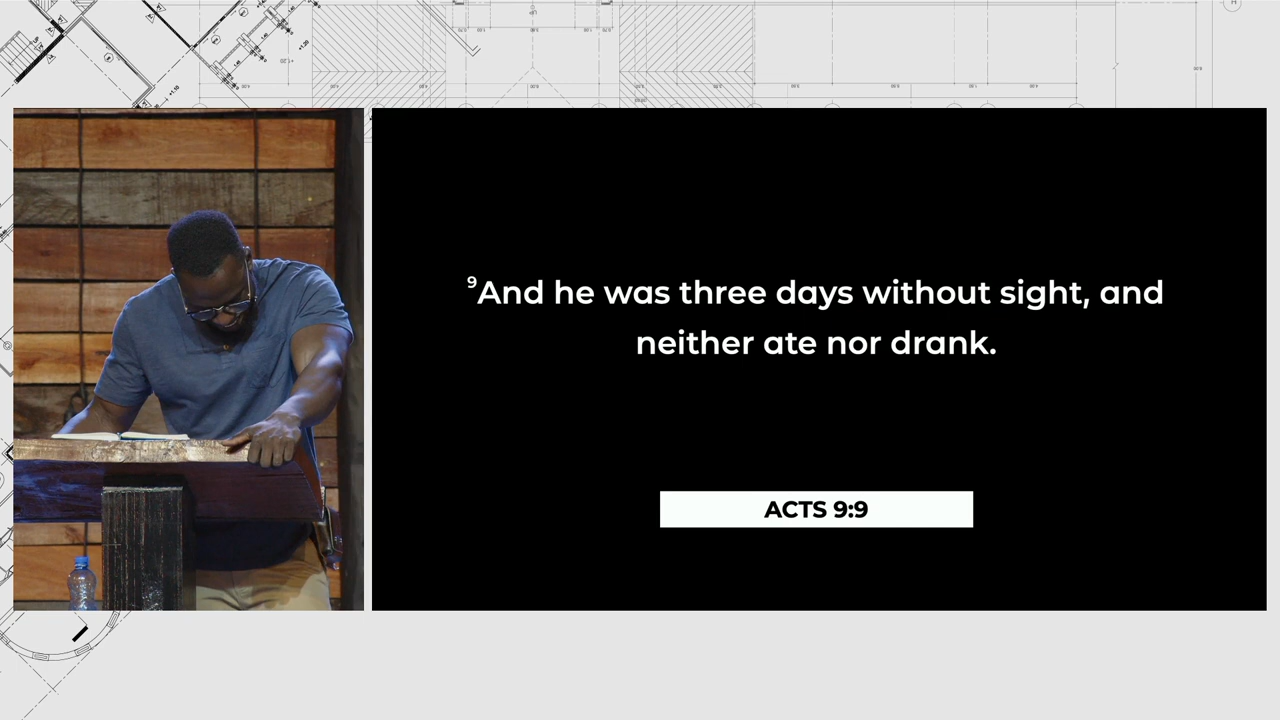 ⁹And he was three days without sight, and
neither ate nor drank.
ACTS 9:9